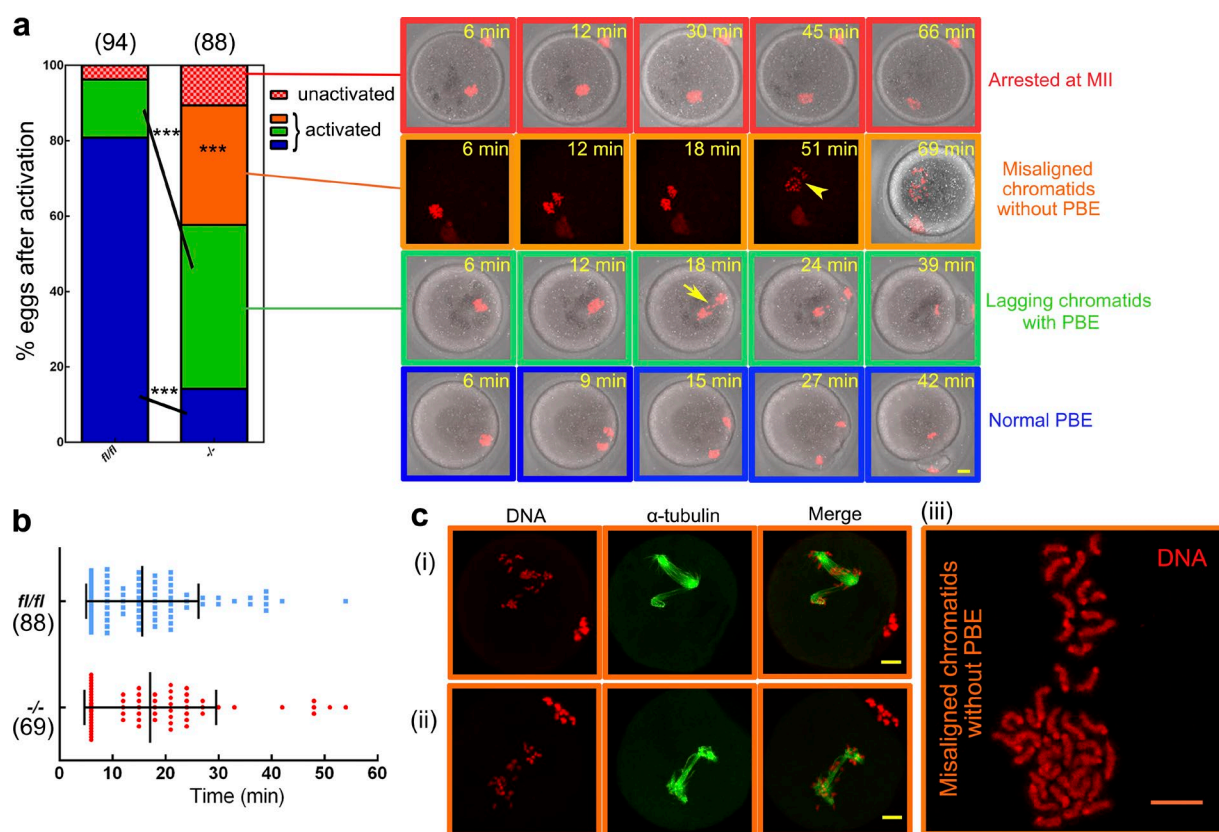 a
(94)
(88)
% eggs after activation
100
80
60
40
20
0
***
***
***
fl/fl
-/-
unactivated
activated
6 min
12 min
30 min
45 min
66 min
Arrested at MII
6 min
12 min
18 min
51 min
69 min
Misaligned
chromatids
without PBE
6 min
12 min
18 min
24 min
39 min
Lagging chromatids
with PBE
6 min
9 min
15 min
27 min
42 min
Normal PBE
b
fl/fl
(88)
-/-
(69)
0
10
20
30
40
50
60
Time (min)
c
DNA
α-tubulin
Merge
(i)
(ii)
(iii)
Misaligned chromatids
without PBE
DNA